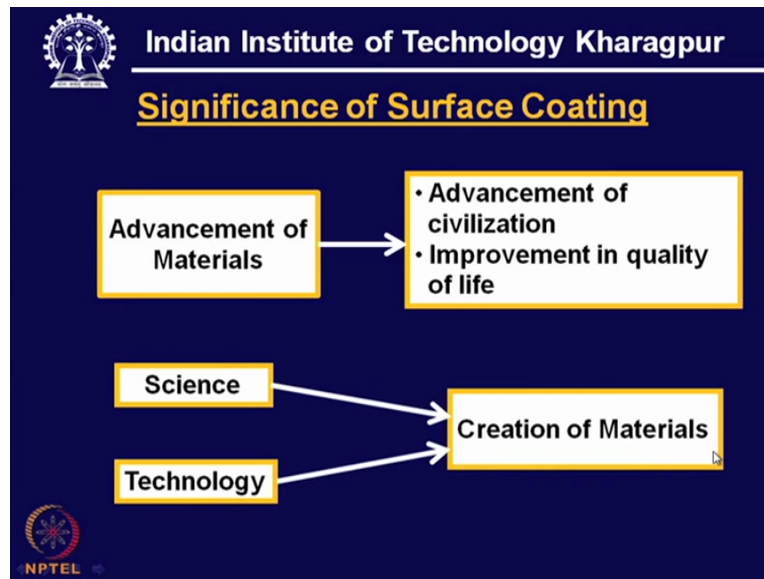 Indian Institute of Technology Kharagpur
Significance of Surface Coating
Advancement of
Materials
• Advancement of
civilization
• Improvement in quality
of life
Science
Technology
Creation of Materials
NPTEL